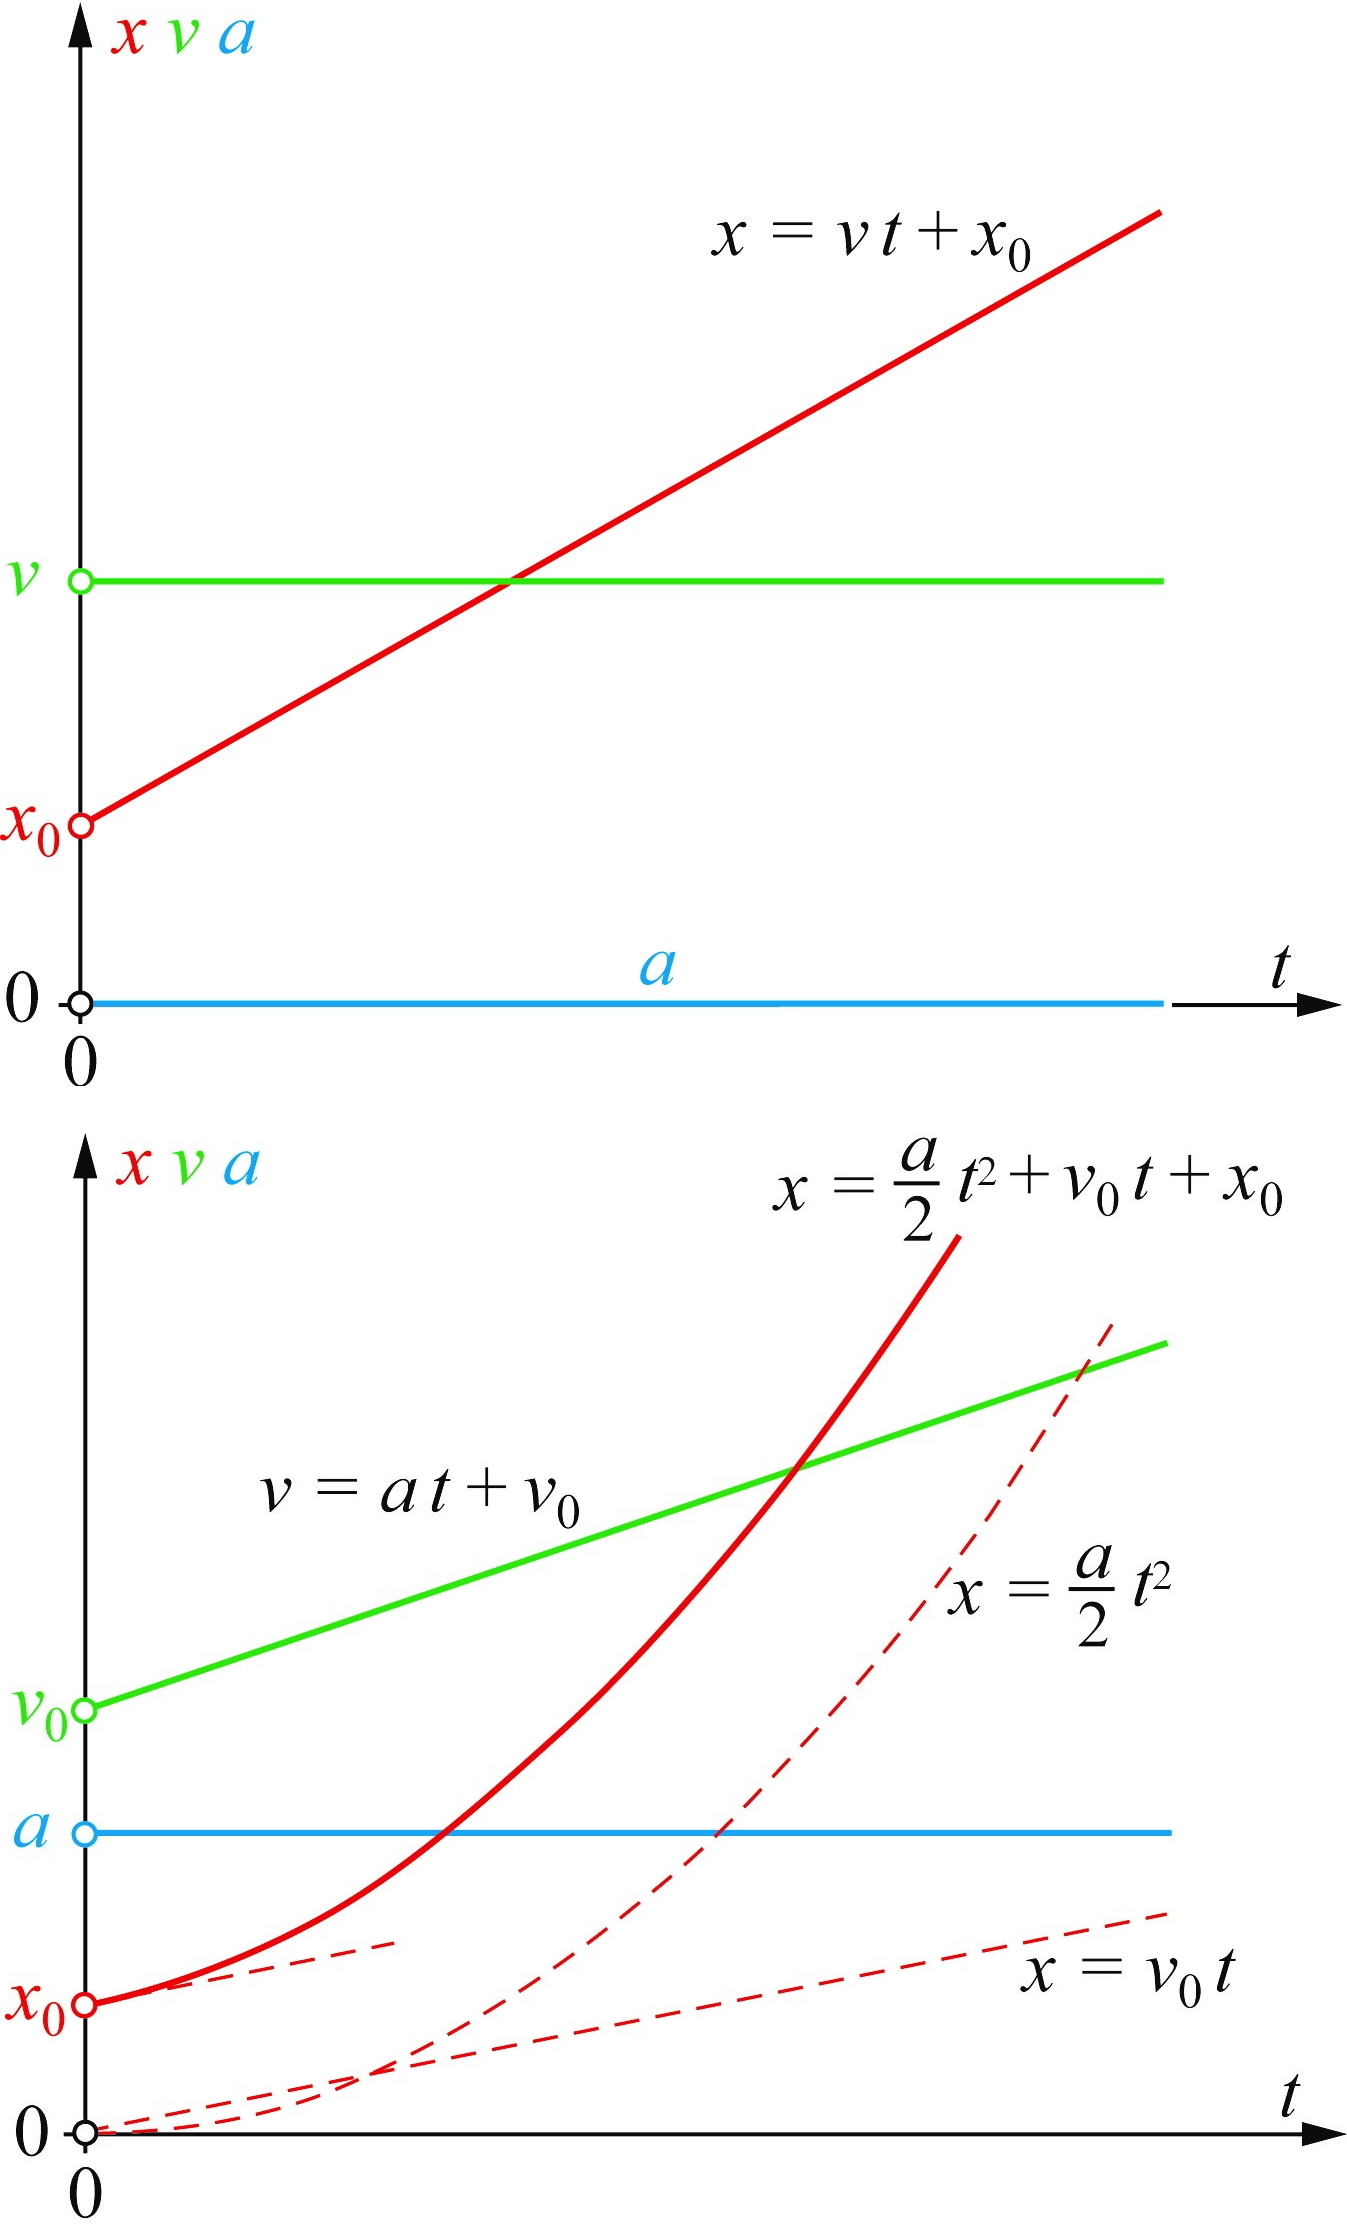 x v a
x = v t + x₀
v
x₀
a
t
0
0
x v a
x = a/2 t² + v₀ t + x₀
v = a t + v₀
x = a/2 t²
v₀
a
x = v₀ t
x₀
t
0
0